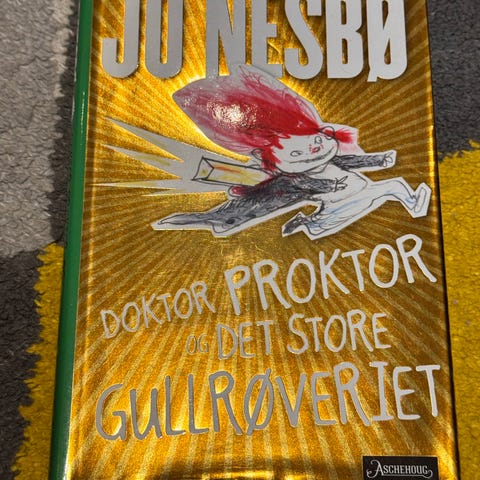 JO NESBØ
DOKTOR PROKTOR
OG DET STORE
GULLRØVERIET
ASCHEHOUG